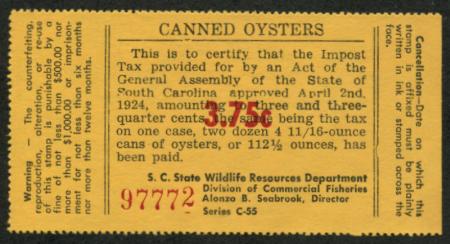 CANNED OYSTERS
This is to certify that the Impost
Tax provided for by an Act of the
General Assembly of the State of
South Carolina approved April 2nd,
1924, amounting three and three-
quarter cents, same being the tax
on one case, two dozen 4 11/16-ounce
cans of oysters, or 112½ ounces, has
been paid.
3.75¢
S. C. State Wildlife Resources Department
Division of Commercial Fisheries
Alonzo B. Seabrook, Director
Series C-55
97772
Warning - The counterfeiting,
reproduction, alteration, or re-use
of this stamp is punishable by a
fine of not less than $500.00 nor
more than $1,000.00 or imprison-
ment for not less than six months
nor more than twelve months.
Cancellation-Date on which this
stamp is affixed must be plainly
written in ink or stamped across the
face.